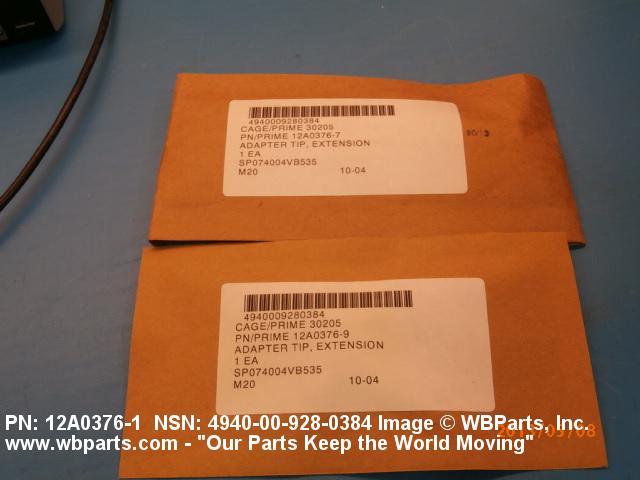 4940009280384
CAGE/PRIME 30205
PN/PRIME 12A0376-7
ADAPTER TIP, EXTENSION
1 EA
SP074004VB535
M20 10-04
4940009280384
CAGE/PRIME 30205
PN/PRIME 12A0376-9
ADAPTER TIP, EXTENSION
1 EA
SP074004VB535
M20 10-04
PN: 12A0376-1 NSN: 4940-00-928-0384 Image © WBParts, Inc.
www.wbparts.com - "Our Parts Keep the World Moving"